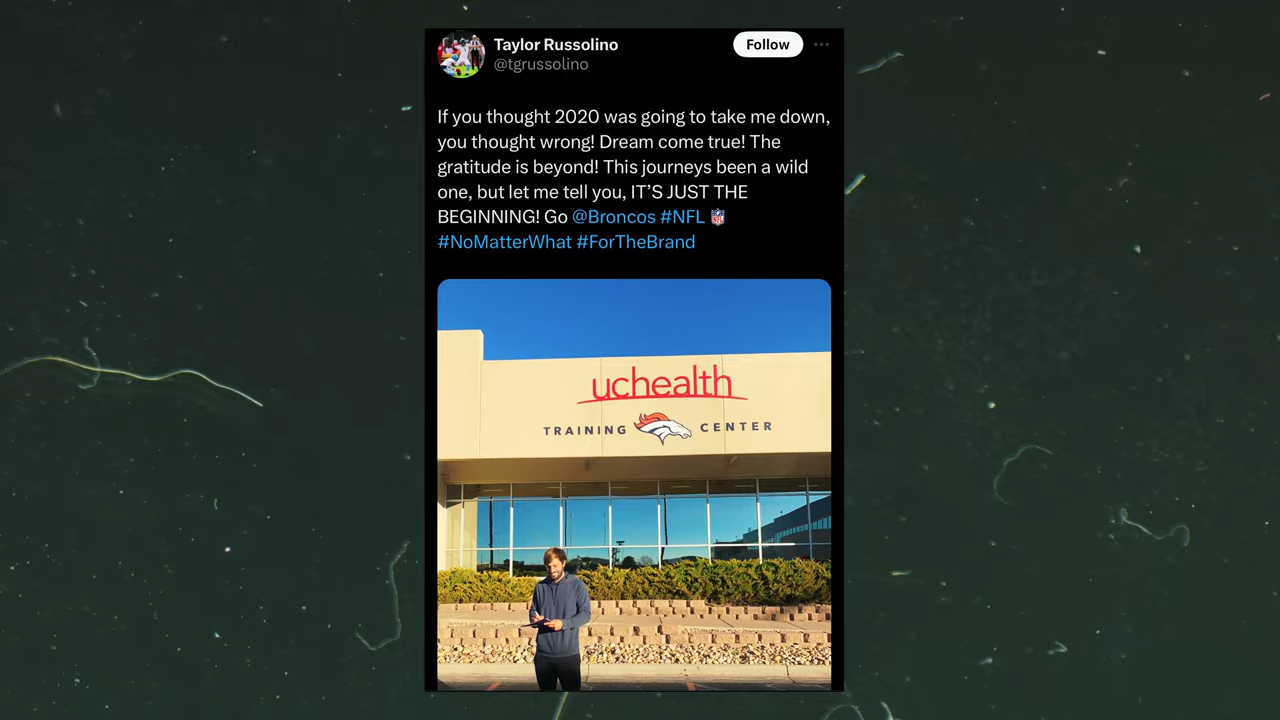 Taylor Russolino
Follow
@tgrussolino
If you thought 2020 was going to take me down,
you thought wrong! Dream come true! The
gratitude is beyond! This journeys been a wild
one, but let me tell you, IT’S JUST THE
BEGINNING! Go @Broncos #NFL
#NoMatterWhat #ForTheBrand
uchealth
TRAINING CENTER